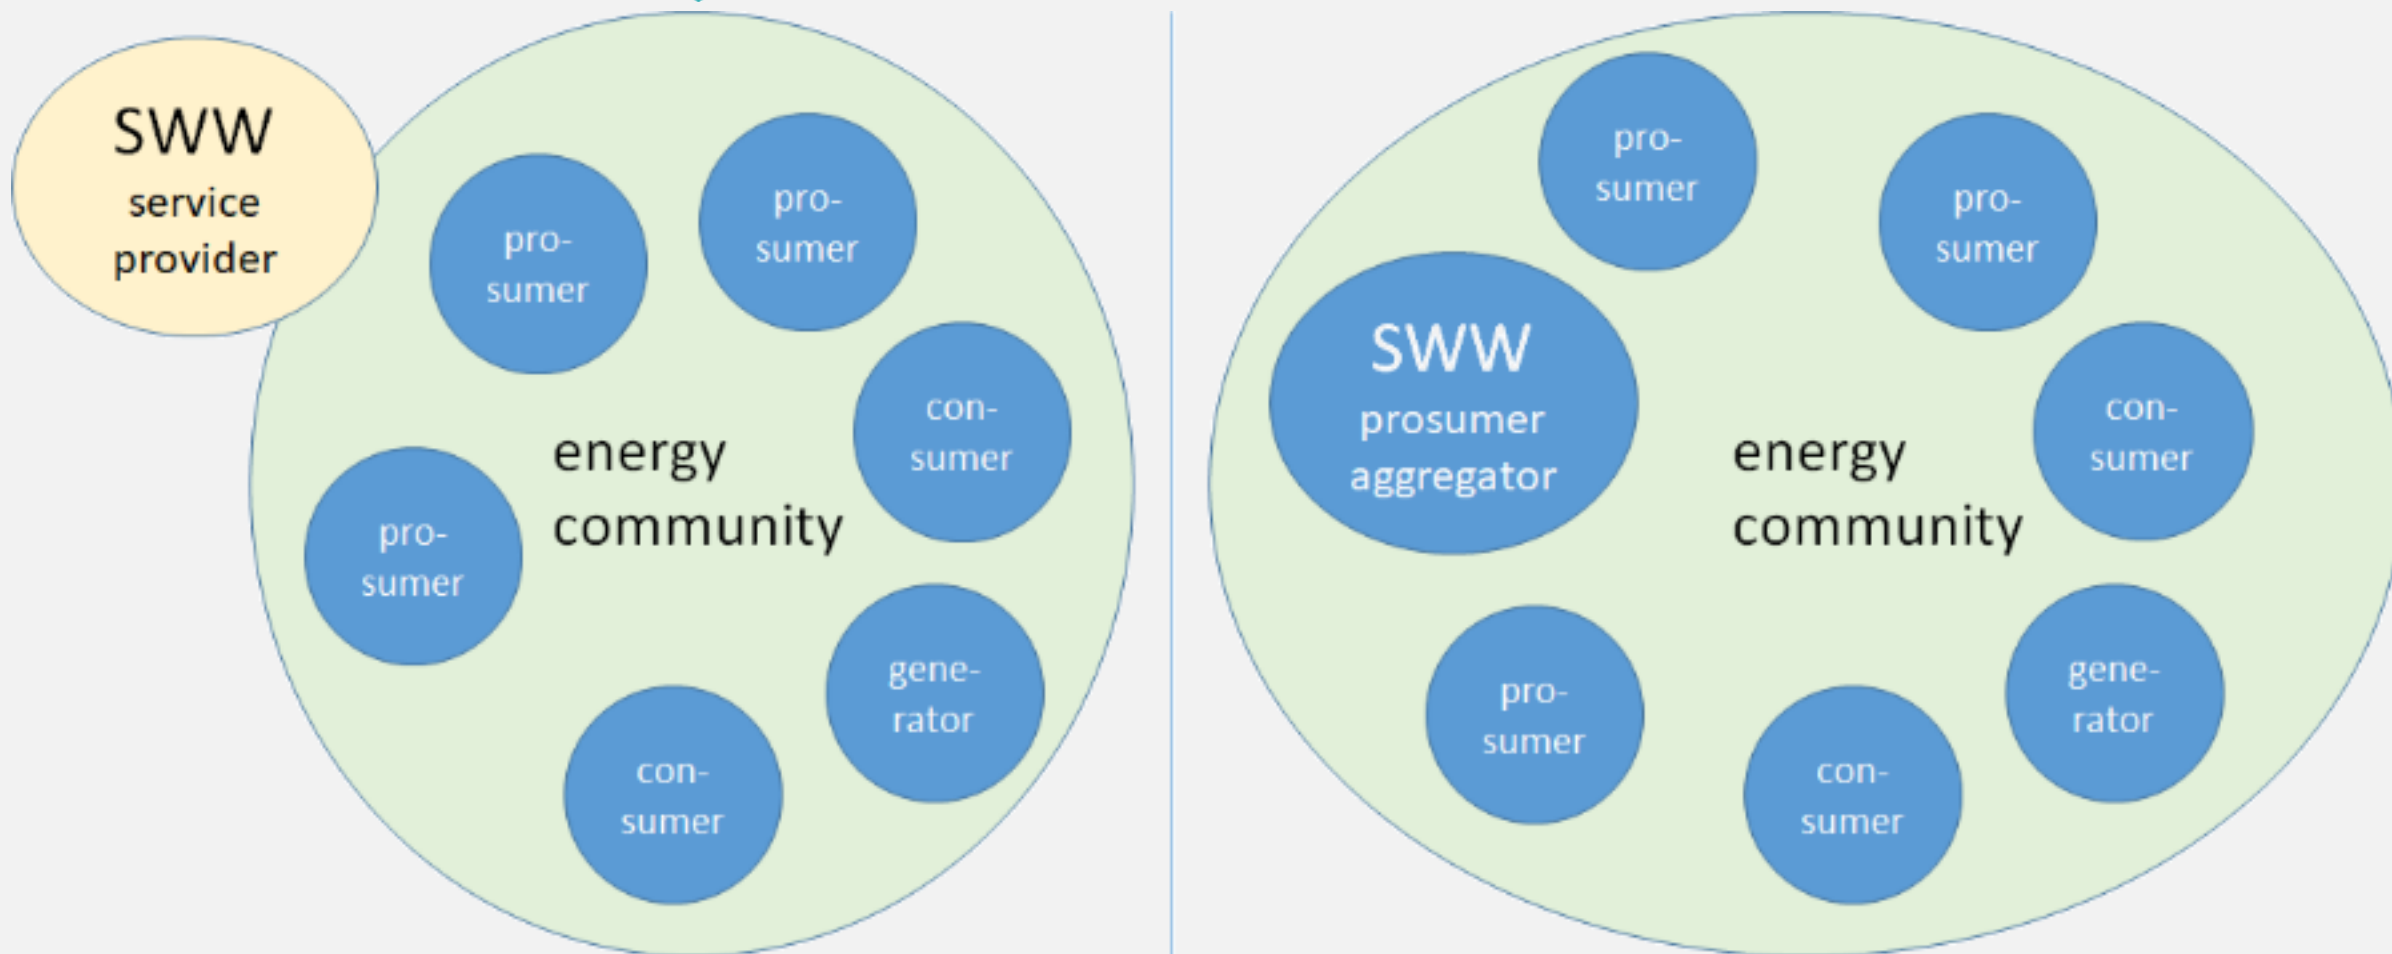 SWW
service
provider
pro-
sumer
pro-
sumer
con-
sumer
energy
community
pro-
sumer
gene-
rator
con-
sumer
pro-
sumer
pro-
sumer
SWW
prosumer
aggregator
con-
sumer
energy
community
pro-
sumer
gene-
rator
con-
sumer